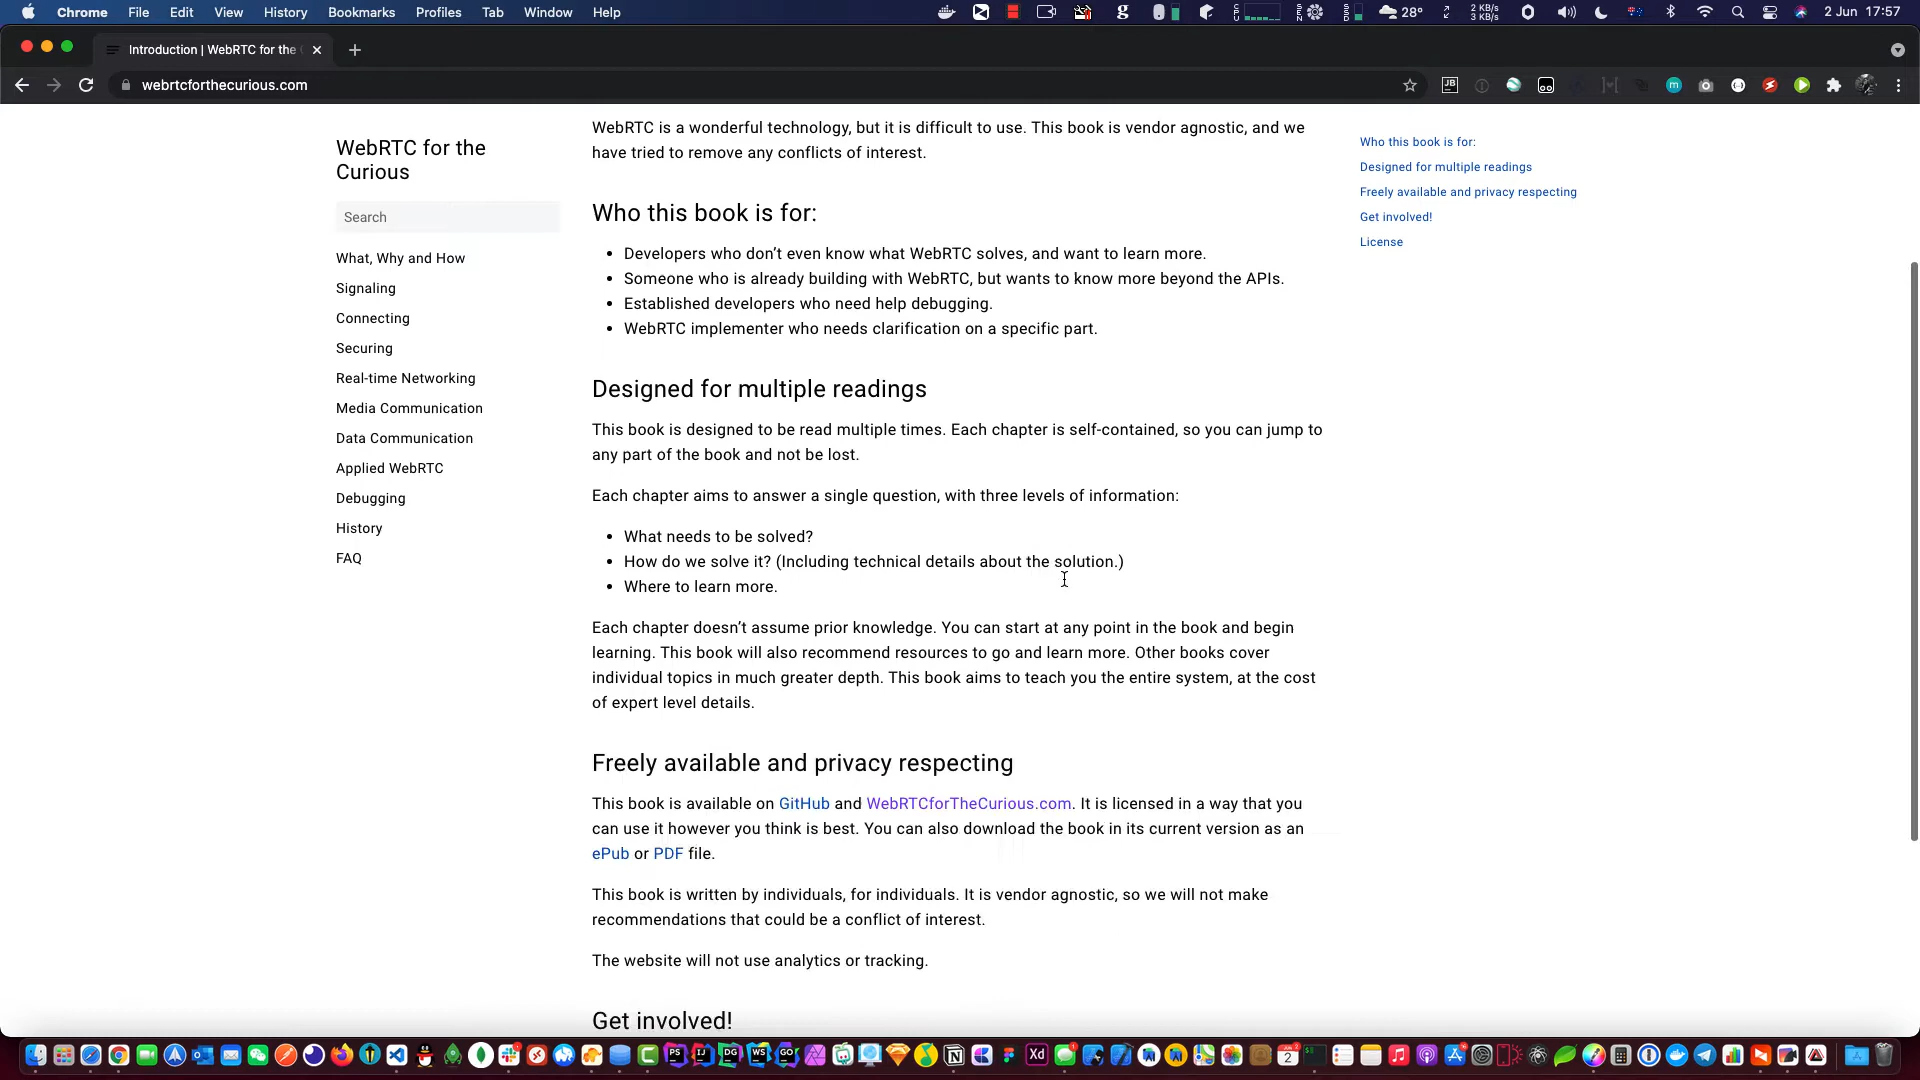 Chrome File Edit View History Bookmarks Profiles Tab Window Help
28° 2 KB/s 3 KB/s 2 Jun 17:57
Introduction | WebRTC for the
webrtcforthecurious.com
WebRTC for the
Curious
Search
What, Why and How
Signaling
Connecting
Securing
Real-time Networking
Media Communication
Data Communication
Applied WebRTC
Debugging
History
FAQ
WebRTC is a wonderful technology, but it is difficult to use. This book is vendor agnostic, and we
have tried to remove any conflicts of interest.
Who this book is for:
Developers who don’t even know what WebRTC solves, and want to learn more.
Someone who is already building with WebRTC, but wants to know more beyond the APIs.
Established developers who need help debugging.
WebRTC implementer who needs clarification on a specific part.
Designed for multiple readings
This book is designed to be read multiple times. Each chapter is self-contained, so you can jump to
any part of the book and not be lost.
Each chapter aims to answer a single question, with three levels of information:
What needs to be solved?
How do we solve it? (Including technical details about the solution.)
Where to learn more.
Each chapter doesn’t assume prior knowledge. You can start at any point in the book and begin
learning. This book will also recommend resources to go and learn more. Other books cover
individual topics in much greater depth. This book aims to teach you the entire system, at the cost
of expert level details.
Freely available and privacy respecting
This book is available on GitHub and WebRTCforTheCurious.com. It is licensed in a way that you
can use it however you think is best. You can also download the book in its current version as an
ePub or PDF file.
This book is written by individuals, for individuals. It is vendor agnostic, so we will not make
recommendations that could be a conflict of interest.
The website will not use analytics or tracking.
Get involved!
Who this book is for:
Designed for multiple readings
Freely available and privacy respecting
Get involved!
License